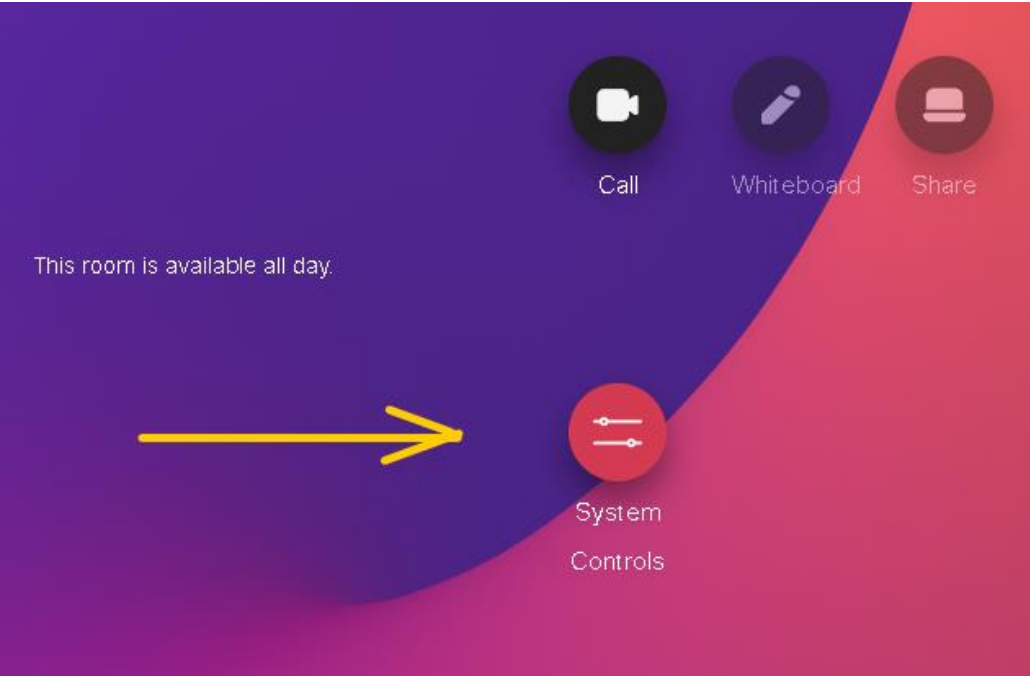 Call
Whiteboard
Share
This room is available all day.
System
Controls